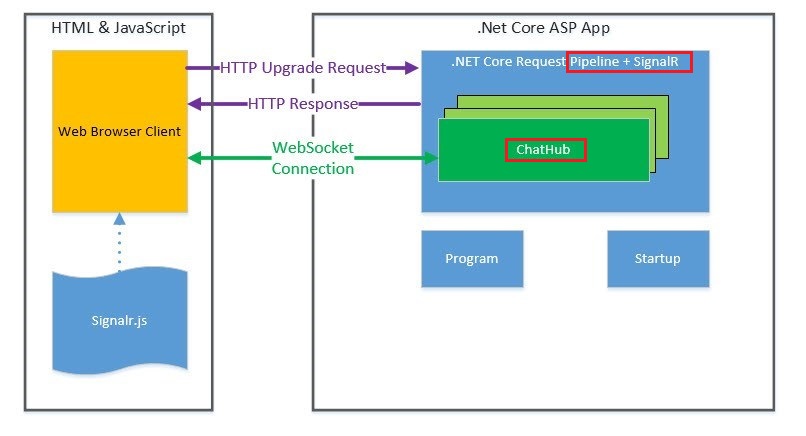 HTML & JavaScript
.Net Core ASP App
HTTP Upgrade Request
.NET Core Request Pipeline + SignalR
HTTP Response
Web Browser Client
WebSocket
Connection
ChatHub
Program
Startup
Signalr.js